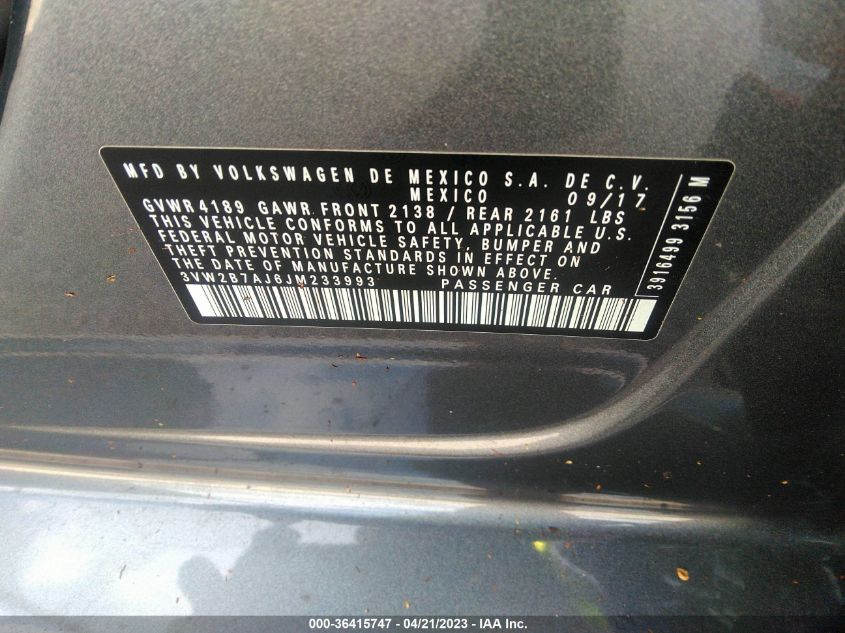 MFD BY VOLKSWAGEN DE MEXICO S.A. DE C.V.
MEXICO 09/17
GVWR 4189 GAWR FRONT 2138 / REAR 2161 LBS
THIS VEHICLE CONFORMS TO ALL APPLICABLE U.S.
FEDERAL MOTOR VEHICLE SAFETY, BUMPER AND
THEFT PREVENTION STANDARDS IN EFFECT ON
THE DATE OF MANUFACTURE SHOWN ABOVE.
3VW2B7AJ6JM233993 PASSENGER CAR
3916499 3156 M
000-36415747 - 04/21/2023 - IAA Inc.